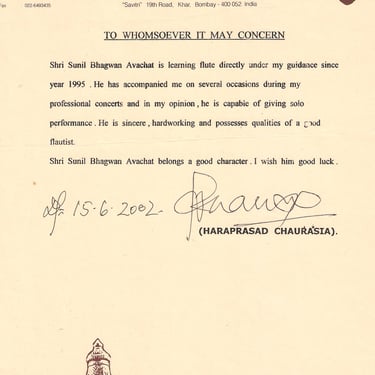 Fax 022-6493405 "Savitri" 19th Road, Khar, Bombay - 400 052. India
TO WHOMSOEVER IT MAY CONCERN
Shri Sunil Bhagwan Avachat is learning flute directly under my guidance since
year 1995 . He has accompanied me on several occasions during my
professional concerts and in my opinion , he is capable of giving solo
performance . He is sincere , hardworking and possesses qualities of a good
flautist.
Shri Sunil Bhagwan Avachat belongs a good character . I wish him good luck .
15-6-2002
(HARAPRASAD CHAURASIA).